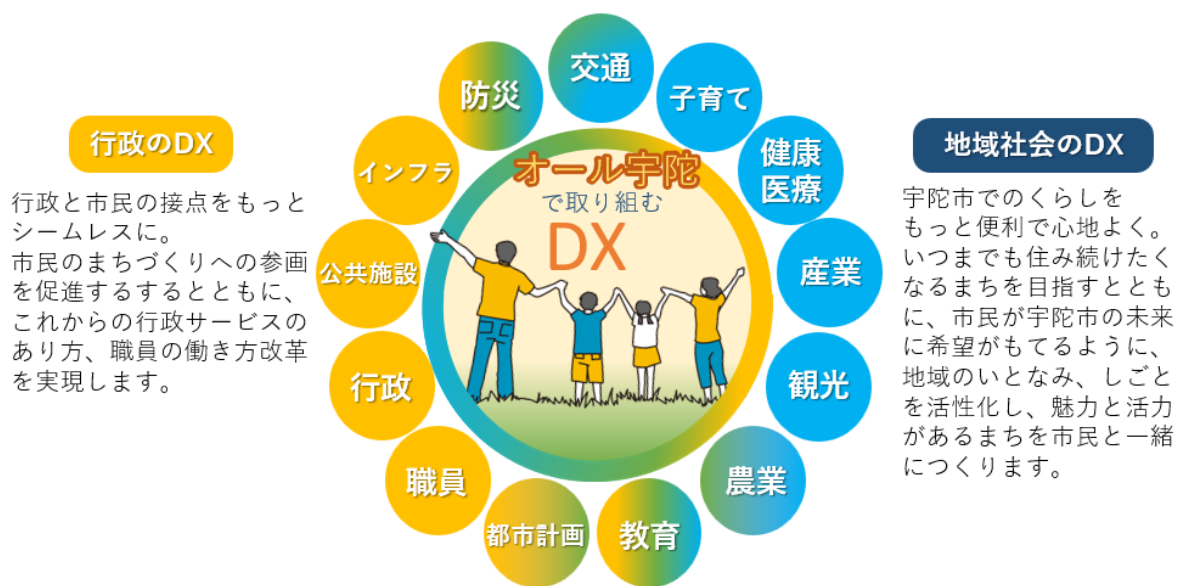 行政のDX
行政と市民の接点をもっと
シームレスに。
市民のまちづくりへの参画
を促進するするとともに、
これからの行政サービスの
あり方、職員の働き方改革
を実現します。
オール宇陀
で取り組む
DX
交通
子育て
健康
医療
産業
観光
農業
教育
都市計画
職員
行政
公共施設
インフラ
防災
地域社会のDX
宇陀市でのくらしを
もっと便利で心地よく。
いつまでも住み続けたく
なるまちを目指すととも
に、市民が宇陀市の未来
に希望がもてるように、
地域のいとなみ、しごと
を活性化し、魅力と活力
があるまちを市民と一緒
につくります。